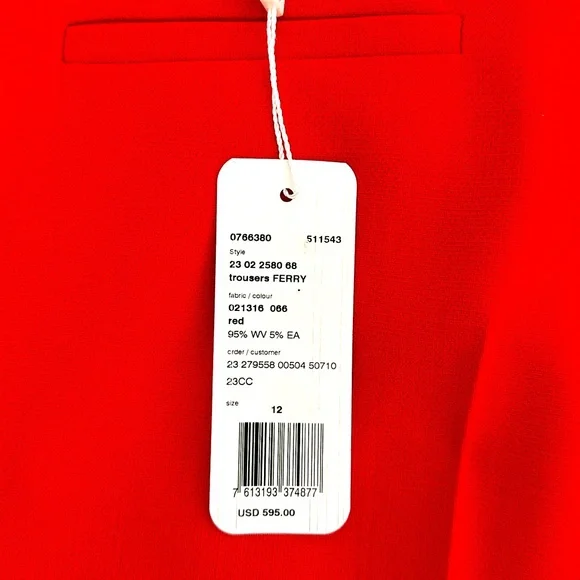 0766380 511543
Style
23 02 2580 68
trousers FERRY
fabric / colour
021316 066
red
95% WV 5% EA
order / customer
23 279558 00504 50710
23CC
size
12
7 613193 374877
USD 595.00